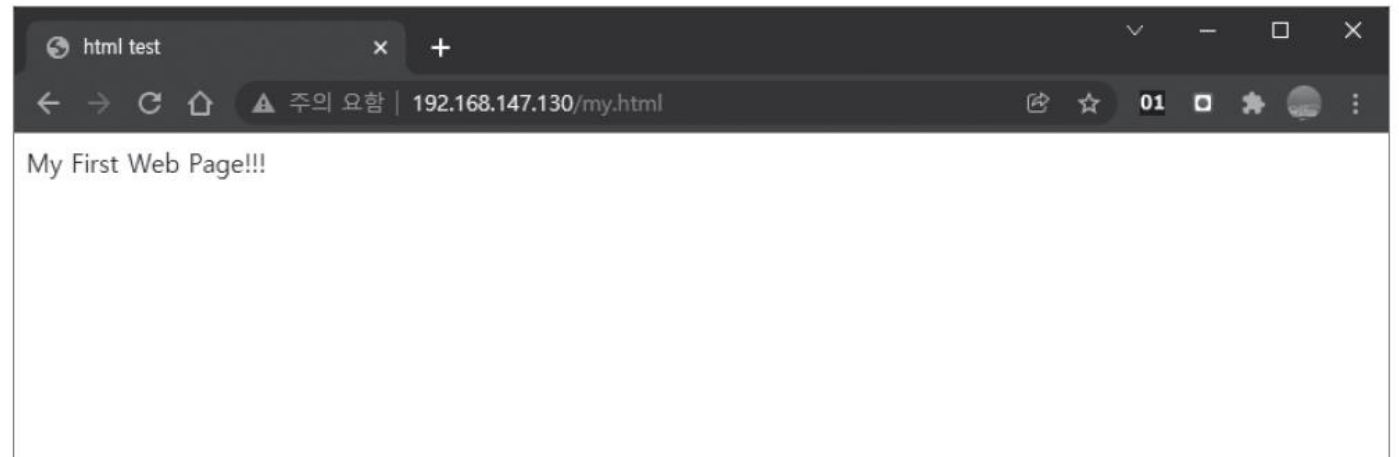 html test
주의 요함 | 192.168.147.130/my.html
01
My First Web Page!!!